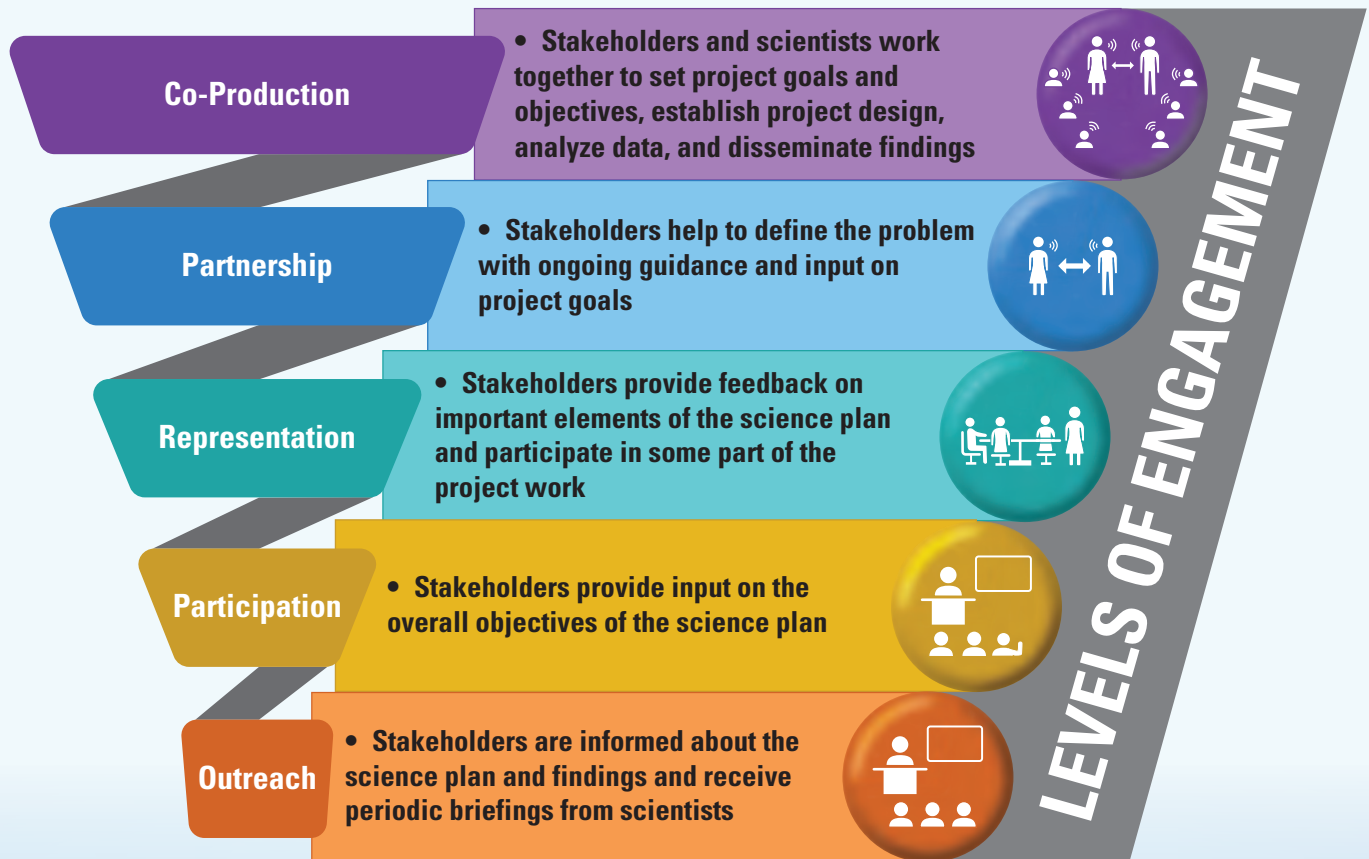 Co-Production
• Stakeholders and scientists work
together to set project goals and
objectives, establish project design,
analyze data, and disseminate findings
Partnership
• Stakeholders help to define the problem
with ongoing guidance and input on
project goals
Representation
• Stakeholders provide feedback on
important elements of the science plan
and participate in some part of the
project work
Participation
• Stakeholders provide input on the
overall objectives of the science plan
Outreach
• Stakeholders are informed about the
science plan and findings and receive
periodic briefings from scientists
LEVELS OF ENGAGEMENT